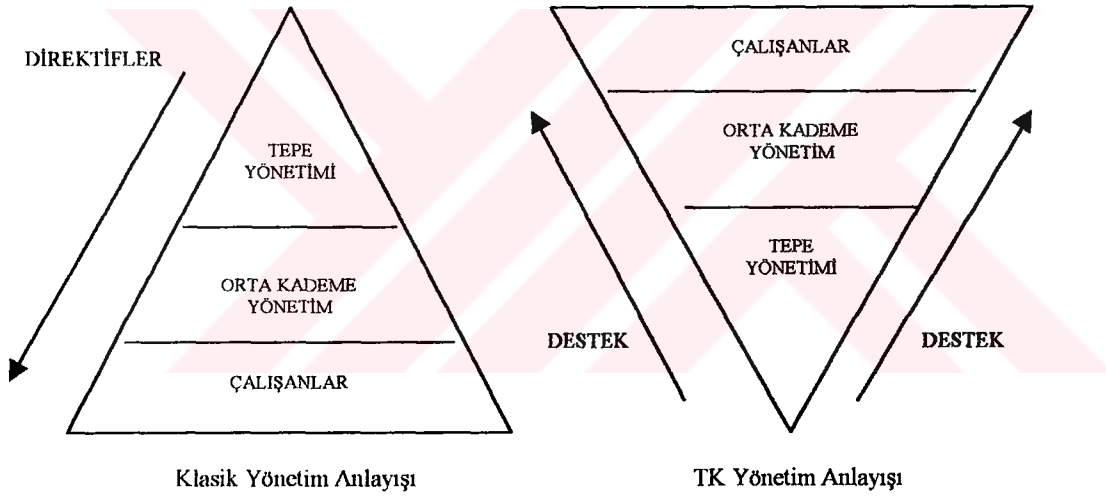 DİREKTİFLER
TEPE
YÖNETİMİ
ORTA KADEME
YÖNETİM
ÇALIŞANLAR
Klasik Yönetim Anlayışı
ÇALIŞANLAR
ORTA KADEME
YÖNETİM
TEPE
YÖNETİMİ
DESTEK
DESTEK
TK Yönetim Anlayışı